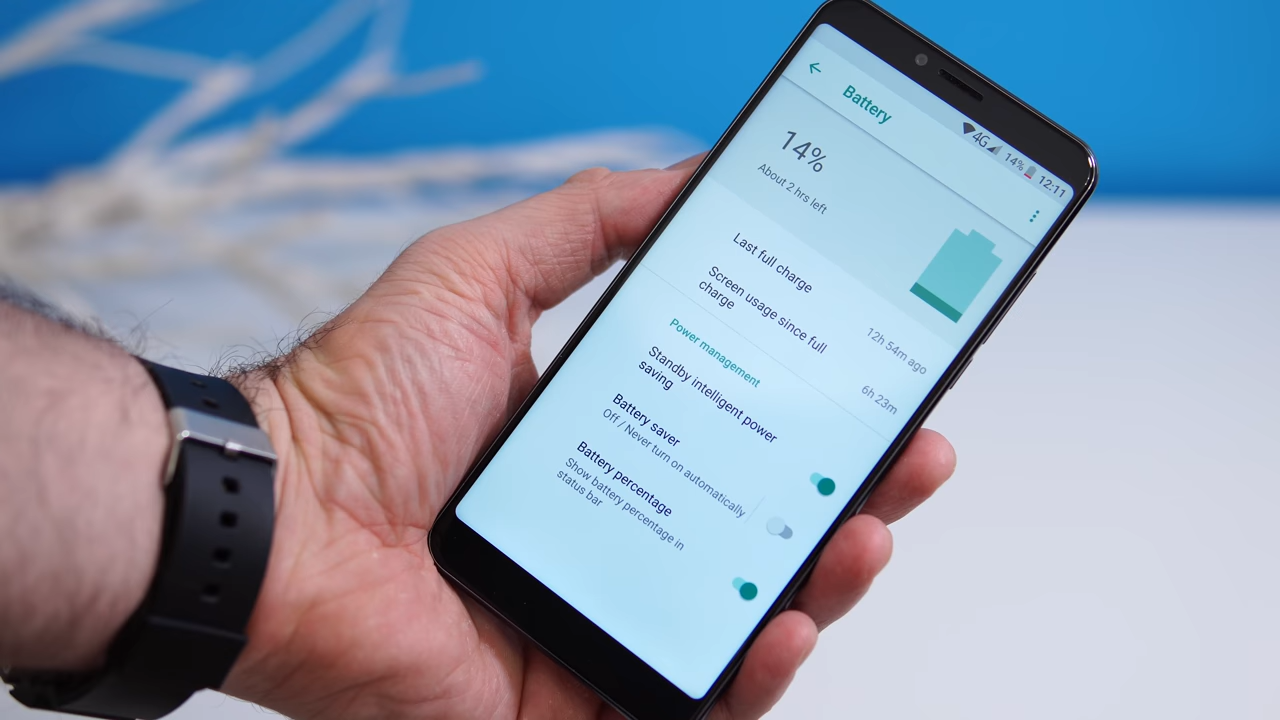 4G 14% 12:11
Battery
14%
About 2 hrs left
Last full charge
12h 54m ago
Screen usage since full
charge
6h 23m
Power management
Standby intelligent power
saving
Battery saver
Off / Never turn on automatically
Battery percentage
Show battery percentage in
status bar